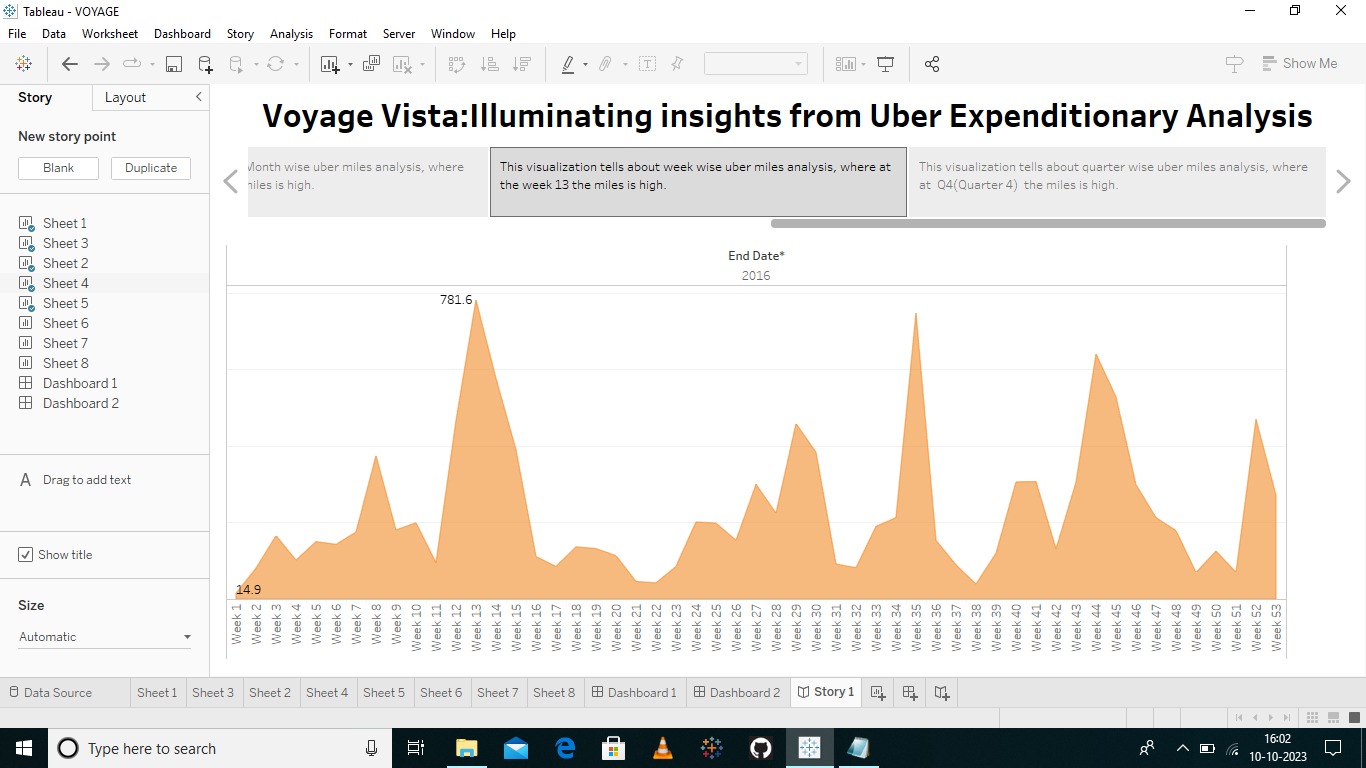 Tableau - VOYAGE
File Data Worksheet Dashboard Story Analysis Format Server Window Help
Show Me
Story Layout
New story point
Blank Duplicate
Sheet 1
Sheet 3
Sheet 2
Sheet 4
Sheet 5
Sheet 6
Sheet 7
Sheet 8
Dashboard 1
Dashboard 2
A Drag to add text
Show title
Size
Automatic
Voyage Vista:Illuminating insights from Uber Expenditionary Analysis
Month wise uber miles analysis, where
miles is high.
This visualization tells about week wise uber miles analysis, where at
the week 13 the miles is high.
This visualization tells about quarter wise uber miles analysis, where
at Q4(Quarter 4) the miles is high.
End Date*
2016
781.6
14.9
Week 1
Week 2
Week 3
Week 4
Week 5
Week 6
Week 7
Week 8
Week 9
Week 10
Week 11
Week 12
Week 13
Week 14
Week 15
Week 16
Week 17
Week 18
Week 19
Week 20
Week 21
Week 22
Week 23
Week 24
Week 25
Week 26
Week 27
Week 28
Week 29
Week 30
Week 31
Week 32
Week 33
Week 34
Week 35
Week 36
Week 37
Week 38
Week 39
Week 40
Week 41
Week 42
Week 43
Week 44
Week 45
Week 46
Week 47
Week 48
Week 49
Week 50
Week 51
Week 52
Week 53
Data Source Sheet 1 Sheet 3 Sheet 2 Sheet 4 Sheet 5 Sheet 6 Sheet 7 Sheet 8 Dashboard 1 Dashboard 2 Story 1
Type here to search
16:02
10-10-2023